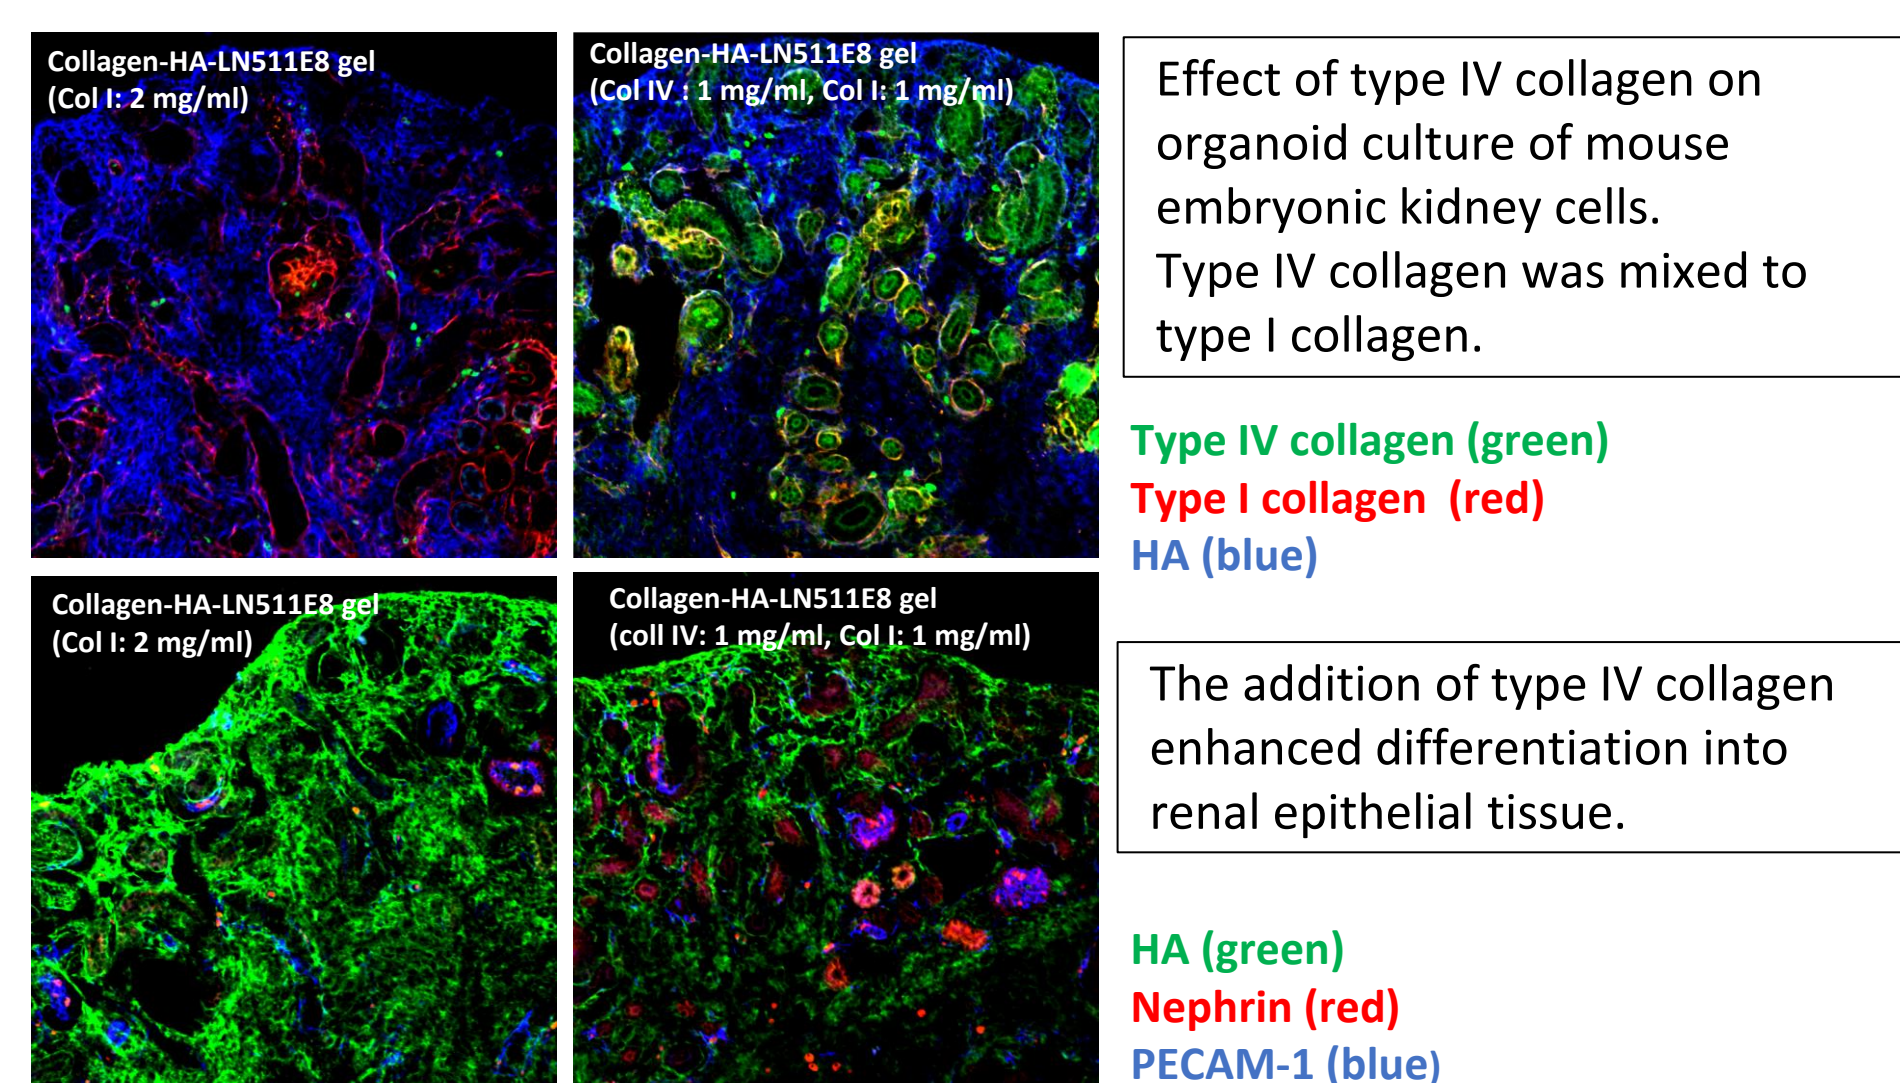 Collagen-HA-LN511E8 gel
(Col I: 2 mg/ml)
Collagen-HA-LN511E8 gel
(Col IV : 1 mg/ml, Col I: 1 mg/ml)
Effect of type IV collagen on
organoid culture of mouse
embryonic kidney cells.
Type IV collagen was mixed to
type I collagen.
Type IV collagen (green)
Type I collagen  (red)
HA (blue)
Collagen-HA-LN511E8 gel
(Col I: 2 mg/ml)
Collagen-HA-LN511E8 gel
(coll IV: 1 mg/ml, Col I: 1 mg/ml)
The addition of type IV collagen
enhanced differentiation into
renal epithelial tissue.
HA (green)
Nephrin (red)
PECAM-1 (blue)